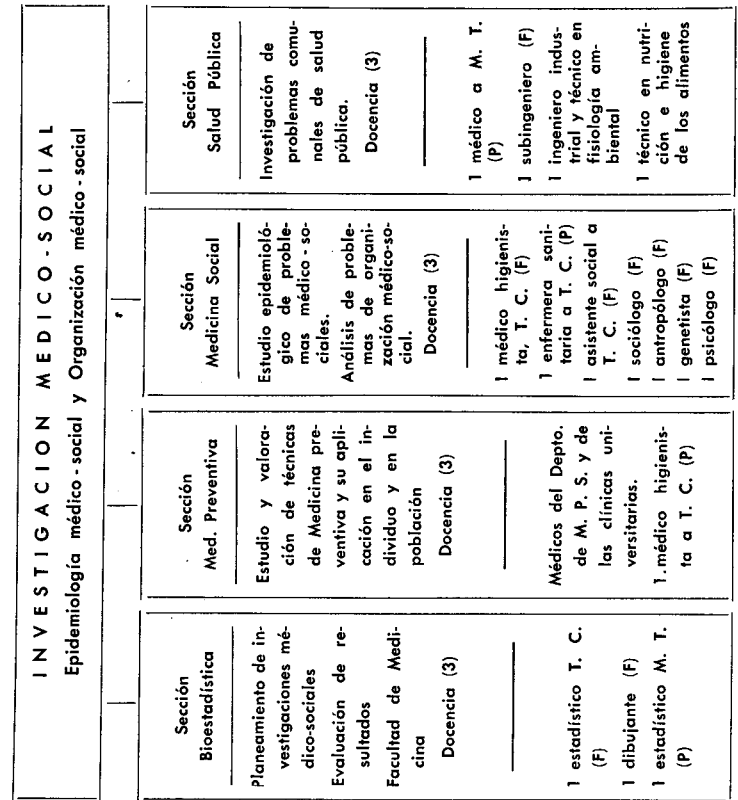 INVESTIGACION MEDICO-SOCIAL
Epidemiología médico-social y Organización médico-social
Sección
Bioestadística
Planeamiento de in-
vestigaciones mé-
dico-sociales
Evaluación de re-
sultados
Facultad de Medi-
cina
Docencia (3)
1 estadístico T. C.
(F)
1 dibujante (F)
1 estadístico M. T.
(P)
Sección
Med. Preventiva
Estudio y valora-
ción de técnicas
de Medicina pre-
ventiva y su apli-
cación en el in-
dividuo y en la
población
Docencia (3)
Médicos del Depto.
de M. P. S. y de
las clínicas uni-
versitarias.
1.médico higienis-
ta a T. C. (P)
Sección
Medicina Social
Estudio epidemioló-
gico de proble-
mas médico-so-
ciales.
Análisis de proble-
mas de organi-
zación médico-so-
cial.
Docencia (3)
1 médico higienis-
ta, T. C. (F)
1 enfermera sani-
taria a T. C. (P)
1 asistente social a
T. C. (F)
1 sociólogo (F)
1 antropólogo (F)
1 genetista (F)
1 psicólogo (F)
Sección
Salud Pública
Investigación de
problemas comu-
nales de salud
pública.
Docencia (3)
1 médico a M. T.
(P)
1 subingeniero (F)
1 ingeniero indus-
trial y técnico en
fisiología am-
biental
1 técnico en nutri-
ción e higiene
de los alimentos